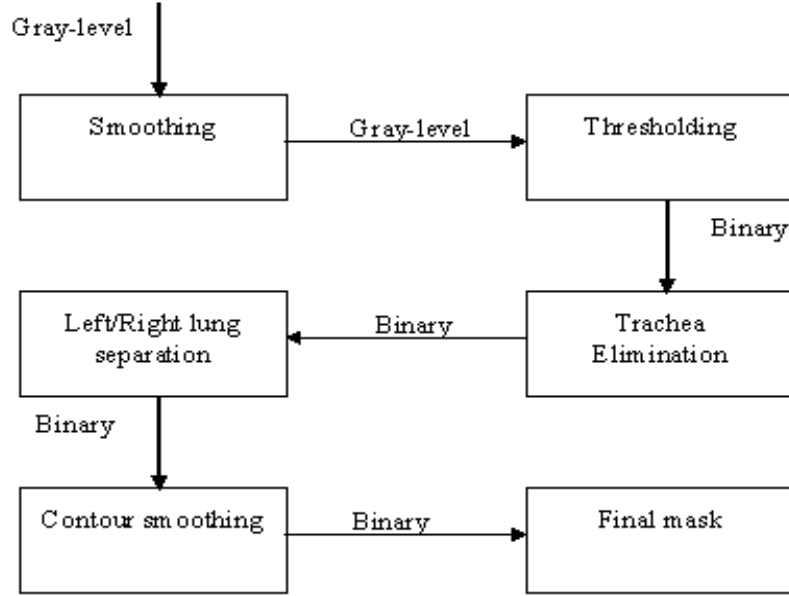 Gray-level
Smoothing
Gray-level
Thresholding
Binary
Left/Right lung
separation
Binary
Trachea
Elimination
Binary
Contour smoothing
Binary
Final mask